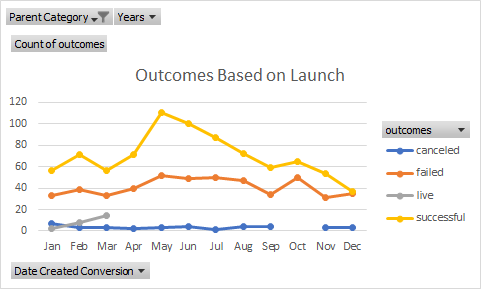 Parent Category Years
Count of outcomes
Outcomes Based on Launch
120
100
80
60
40
20
0
Jan Feb Mar Apr May Jun Jul Aug Sep Oct Nov Dec
outcomes
canceled
failed
live
successful
Date Created Conversion